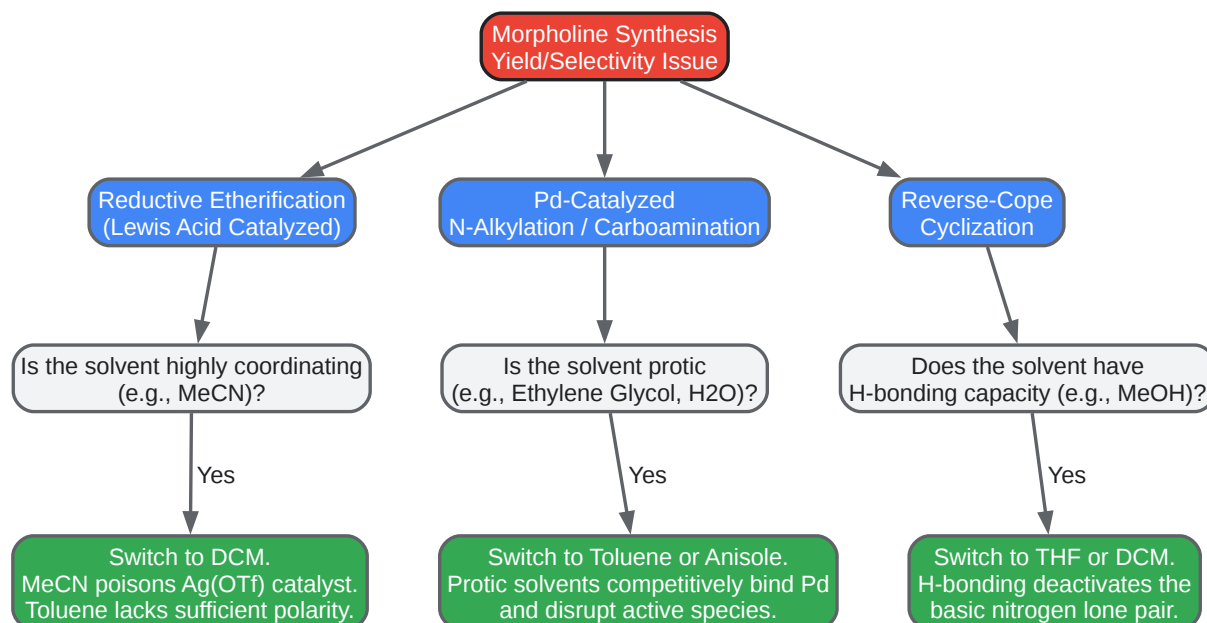 Morpholine Synthesis
Yield/Selectivity Issue
Reductive Etherification
(Lewis Acid Catalyzed)
Pd-Catalyzed
N-Alkylation / Carboamination
Reverse-Cope
Cyclization
Is the solvent highly coordinating
(e.g., MeCN)?
Is the solvent protic
(e.g., Ethylene Glycol, H2O)?
Does the solvent have
H-bonding capacity (e.g., MeOH)?
Yes
Yes
Yes
Switch to DCM.
MeCN poisons Ag(OTf) catalyst.
Toluene lacks sufficient polarity.
Switch to Toluene or Anisole.
Protic solvents competitively bind Pd
and disrupt active species.
Switch to THF or DCM.
H-bonding deactivates the
basic nitrogen lone pair.